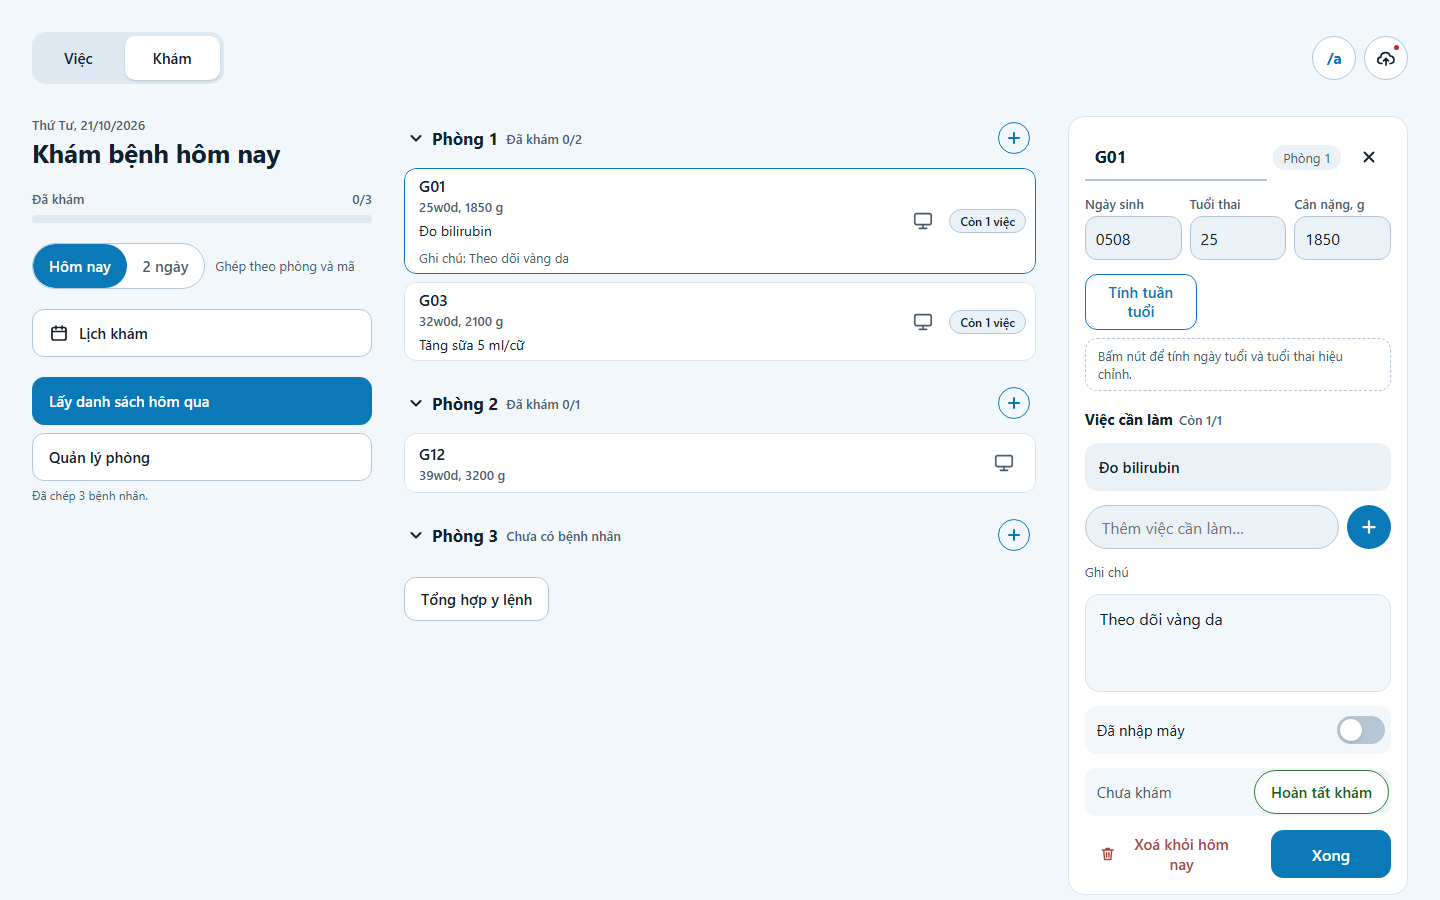 Việc
Khám
/a
Thứ Tư, 21/10/2026
Khám bệnh hôm nay
Đã khám 0/3
Hôm nay
2 ngày
Ghép theo phòng và mã
Lịch khám
Lấy danh sách hôm qua
Quản lý phòng
Đã chép 3 bệnh nhân.
Phòng 1 Đã khám 0/2
G01
25w0d, 1850 g
Đo bilirubin
Ghi chú: Theo dõi vàng da
Còn 1 việc
G03
32w0d, 2100 g
Tăng sữa 5 ml/cữ
Còn 1 việc
Phòng 2 Đã khám 0/1
G12
39w0d, 3200 g
Phòng 3 Chưa có bệnh nhân
Tổng hợp y lệnh
G01
Phòng 1
Ngày sinh
Tuổi thai
Cân nặng, g
0508
25
1850
Tính tuần
tuổi
Bấm nút để tính ngày tuổi và tuổi thai hiệu
chỉnh.
Việc cần làm Còn 1/1
Đo bilirubin
Thêm việc cần làm...
Ghi chú
Theo dõi vàng da
Đã nhập máy
Chưa khám
Hoàn tất khám
Xoá khỏi hôm
nay
Xong